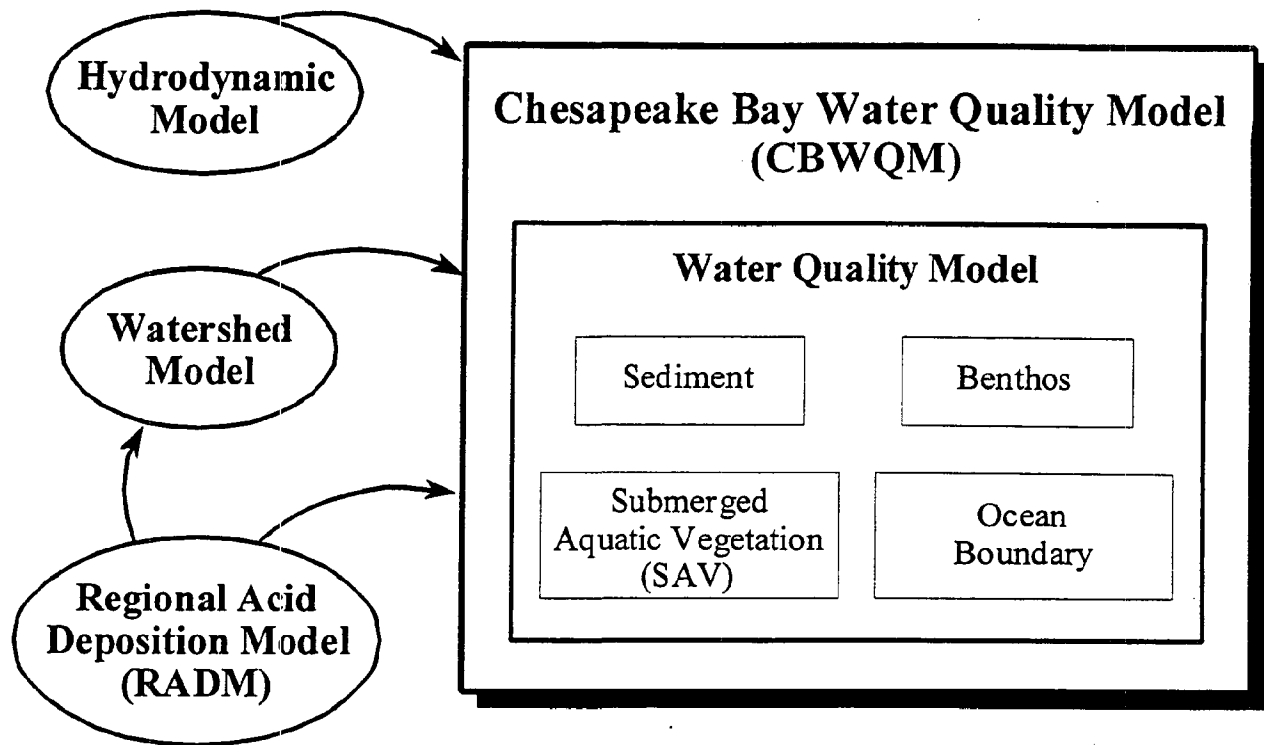 Hydrodynamic
Model
Chesapeake Bay Water Quality Model
(CBWQM)
Water Quality Model
Watershed
Model
Sediment
Benthos
Submerged
Aquatic Vegetation
(SAV)
Ocean
Boundary
Regional Acid
Deposition Model
(RADM)